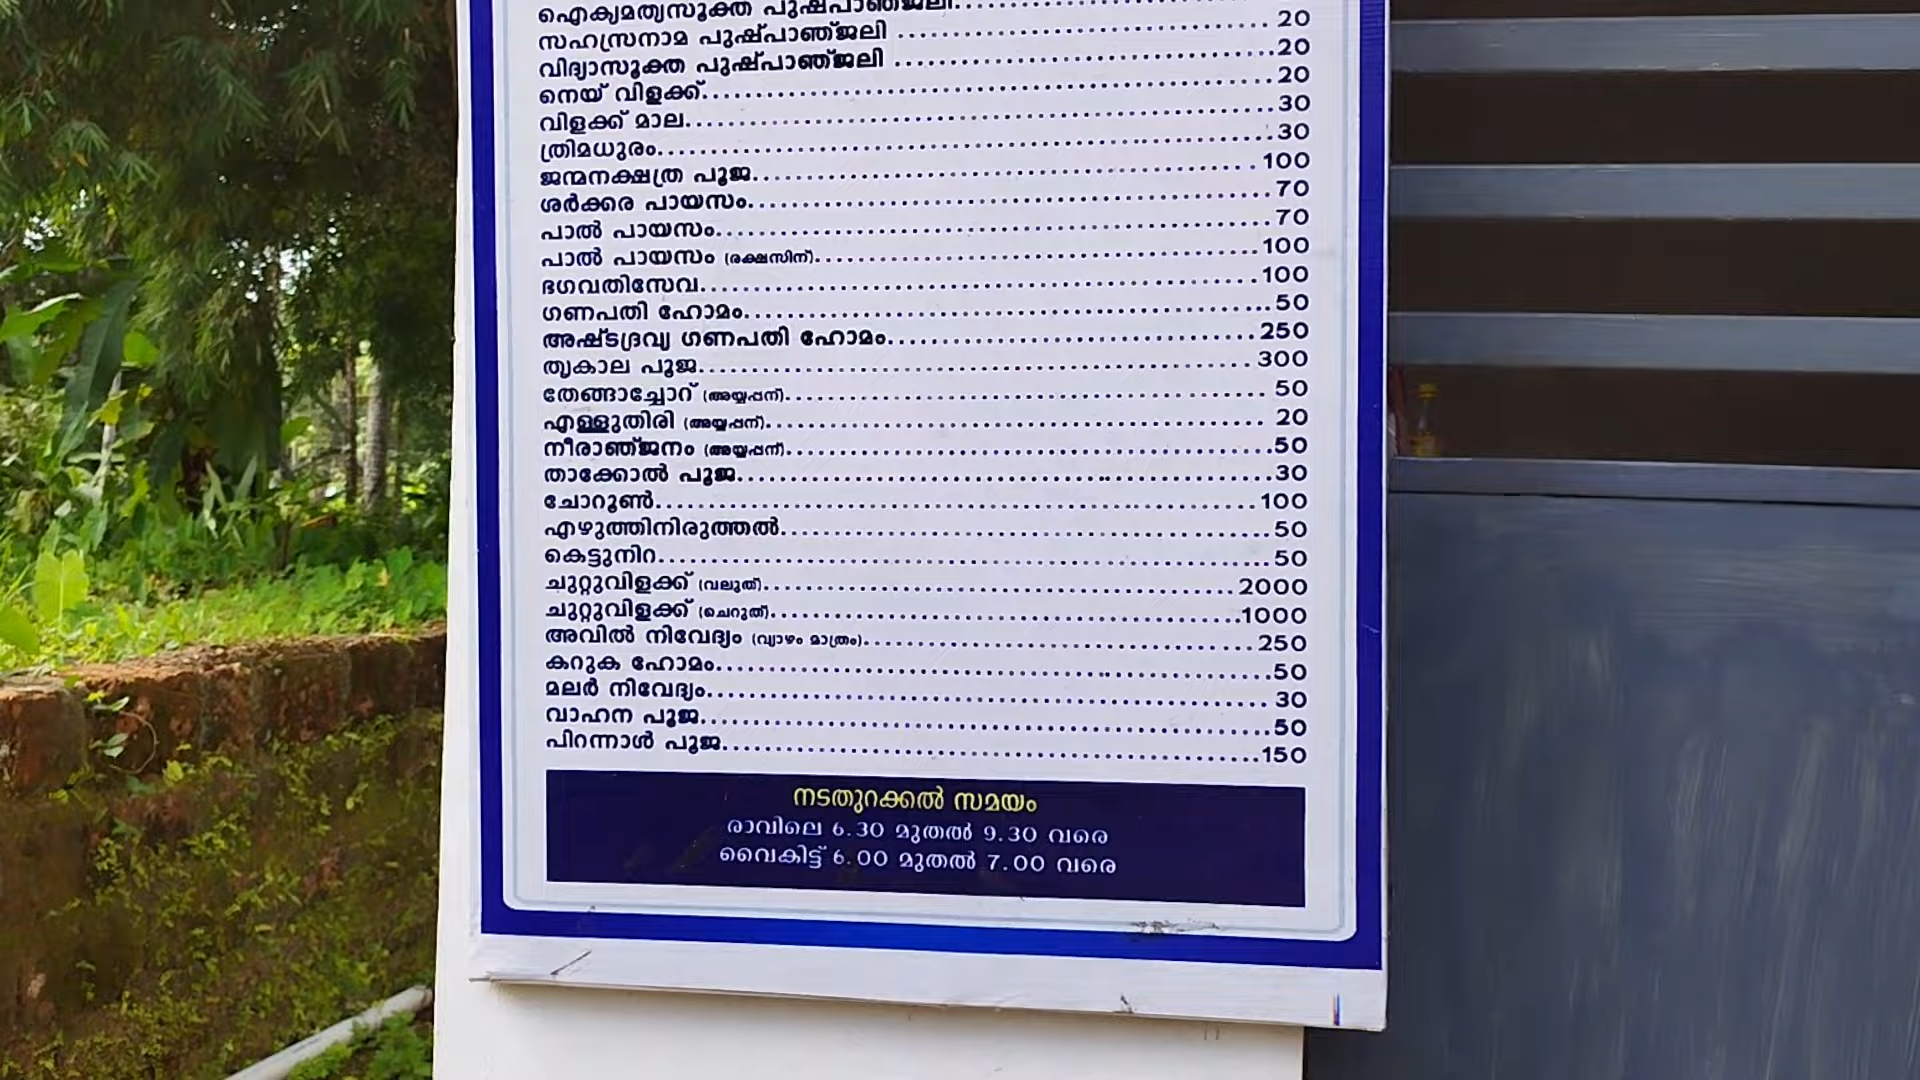 ഐക്യമത്യസൂക്ത പുഷ്പാഞ്ജലി
സഹസ്രനാമ പുഷ്പാഞ്ജലി ........ 20
വിദ്യാസൂക്ത പുഷ്പാഞ്ജലി ........ 20
നെയ് വിളക്ക്........ 20
വിളക്ക് മാല........ 30
ത്രിമധുരം........ 30
ജന്മനക്ഷത്ര പൂജ........ 100
ശർക്കര പായസം........ 70
പാൽ പായസം........ 70
പാൽ പായസം (രക്ഷസിന്)........ 100
ഭഗവതിസേവ........ 100
ഗണപതി ഹോമം........ 50
അഷ്ടദ്രവ്യ ഗണപതി ഹോമം........ 250
തൃകാല പൂജ........ 300
തേങ്ങാച്ചോറ് (അയ്യപ്പന്)........ 50
എള്ളുതിരി (അയ്യപ്പന്)........ 20
നീരാഞ്ജനം (അയ്യപ്പന്)........ 50
താക്കോൽ പൂജ........ 30
ചോറൂൺ........ 100
എഴുത്തിനിരുത്തൽ........ 50
കെട്ടുനിറ........ 50
ചുറ്റുവിളക്ക് (വലുത്)........ 2000
ചുറ്റുവിളക്ക് (ചെറുത്)........ 1000
അവിൽ നിവേദ്യം (വ്യാഴം മാത്രം)........ 250
കറുക ഹോമം........ 50
മലർ നിവേദ്യം........ 30
വാഹന പൂജ........ 50
പിറന്നാൾ പൂജ........ 150
നടതുറക്കൽ സമയം
രാവിലെ 6.30 മുതൽ 9.30 വരെ
വൈകിട്ട് 6.00 മുതൽ 7.00 വരെ